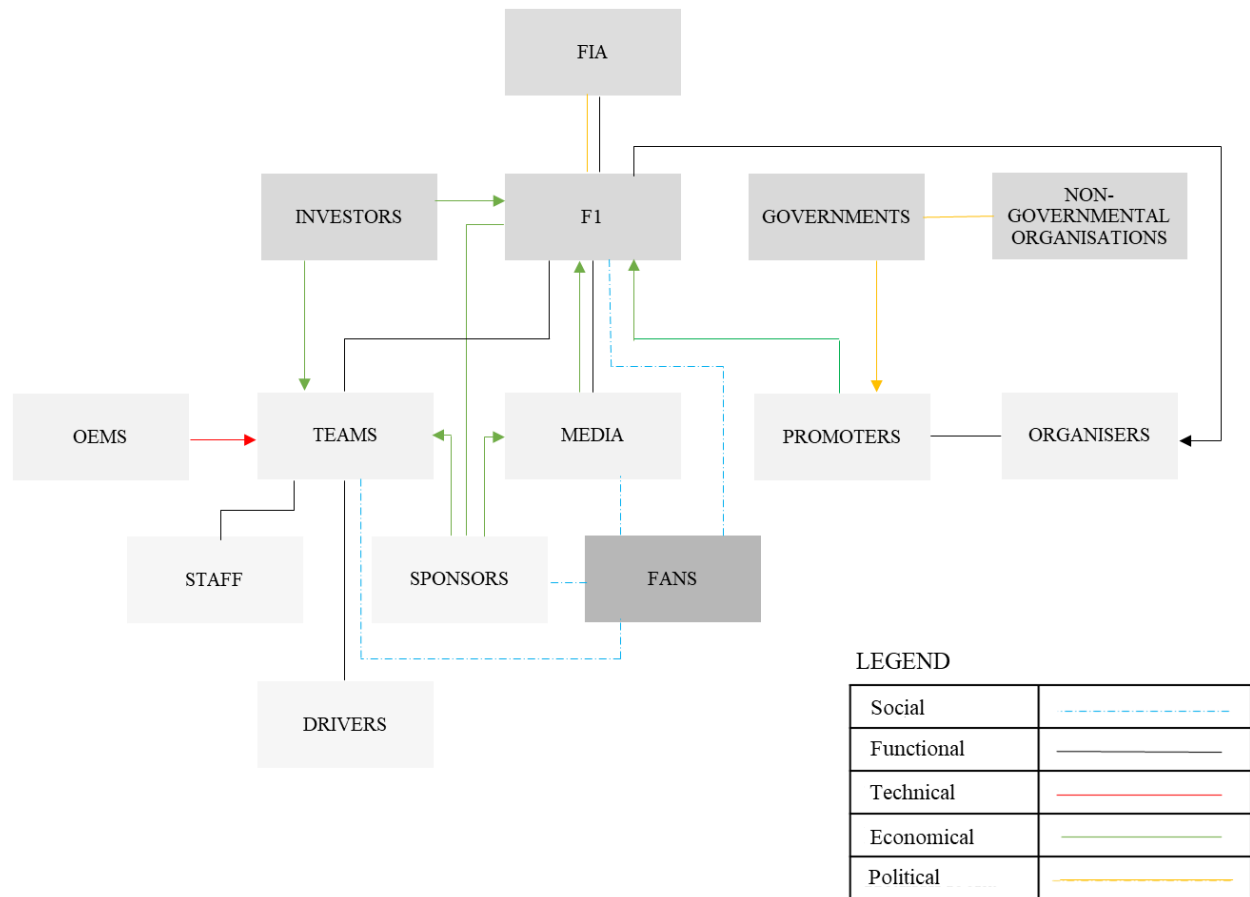 FIA
INVESTORS
F1
GOVERNMENTS
NON-
GOVERNMENTAL
ORGANISATIONS
OEMS
TEAMS
MEDIA
PROMOTERS
ORGANISERS
STAFF
SPONSORS
FANS
DRIVERS
LEGEND
Social
Functional
Technical
Economical
Political